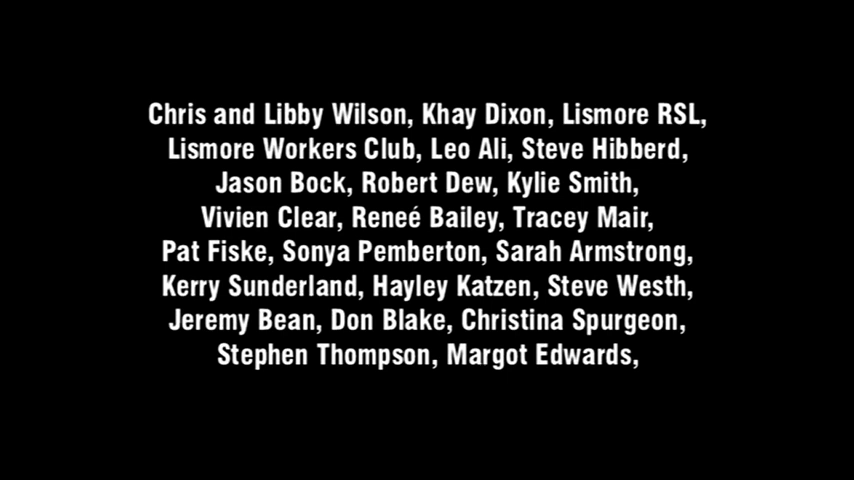 Chris and Libby Wilson, Khay Dixon, Lismore RSL,
Lismore Workers Club, Leo Ali, Steve Hibberd,
Jason Bock, Robert Dew, Kylie Smith,
Vivien Clear, Reneé Bailey, Tracey Mair,
Pat Fiske, Sonya Pemberton, Sarah Armstrong,
Kerry Sunderland, Hayley Katzen, Steve Westh,
Jeremy Bean, Don Blake, Christina Spurgeon,
Stephen Thompson, Margot Edwards,